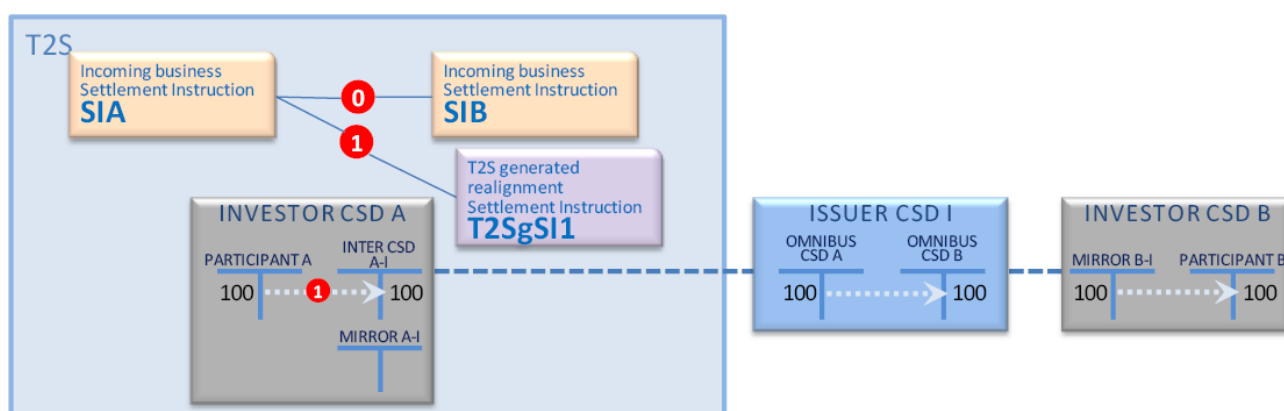 T2S
Incoming business
Settlement Instruction
SIA
0
1
Incoming business
Settlement Instruction
SIB
T2S generated
realignment
Settlement Instruction
T2SgSI1
INVESTOR CSD A
PARTICIPANT A
INTER CSD
A-I
100
1
100
MIRROR A-I
ISSUER CSD I
OMNIBUS
CSD A
OMNIBUS
CSD B
100
100
INVESTOR CSD B
MIRROR B-I
PARTICIPANT B
100
100